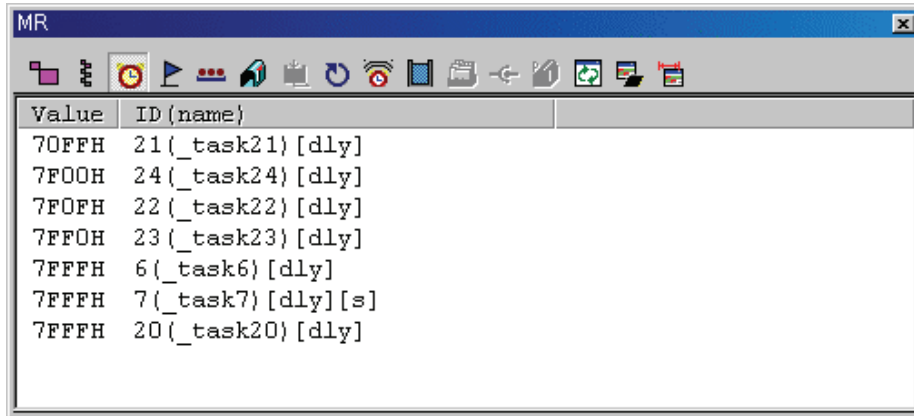 MR
Value ID(name)
70FFH 21(_task21)[dly]
7F00H 24(_task24)[dly]
7F0FH 22(_task22)[dly]
7FF0H 23(_task23)[dly]
7FFFH 6(_task6)[dly]
7FFFH 7(_task7)[dly][s]
7FFFH 20(_task20)[dly]